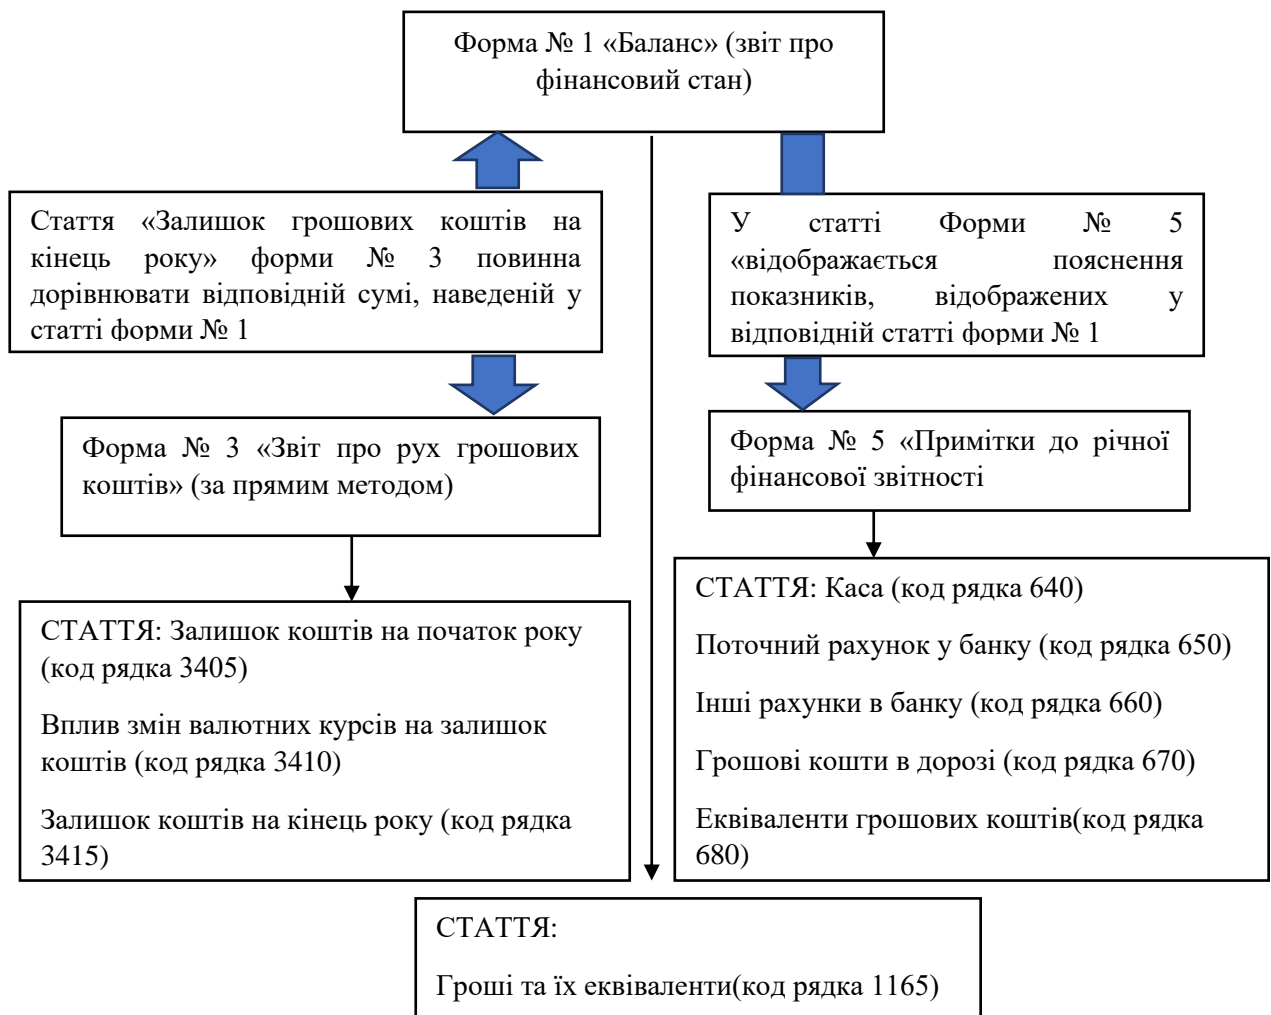 Форма № 1 «Баланс» (звіт про
фінансовий стан)
Стаття «Залишок грошових коштів на
кінець року» форми № 3 повинна
дорівнювати відповідній сумі, наведеній у
статті форми № 1
У статті Форми № 5
«відображається пояснення
показників, відображених у
відповідній статті форми № 1
Форма № 3 «Звіт про рух грошових
коштів» (за прямим методом)
Форма № 5 «Примітки до річної
фінансової звітності
СТАТТЯ: Залишок коштів на початок року
(код рядка 3405)
Вплив змін валютних курсів на залишок
коштів (код рядка 3410)
Залишок коштів на кінець року (код рядка
3415)
СТАТТЯ: Каса (код рядка 640)
Поточний рахунок у банку (код рядка 650)
Інші рахунки в банку (код рядка 660)
Грошові кошти в дорозі (код рядка 670)
Еквіваленти грошових коштів(код рядка
680)
СТАТТЯ:
Гроші та їх еквіваленти(код рядка 1165)